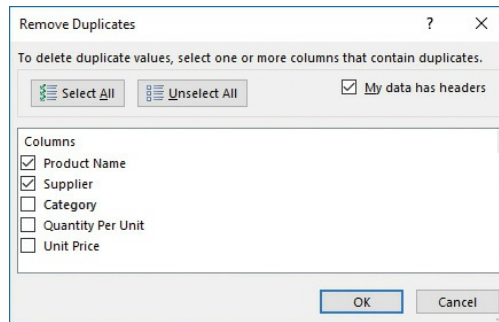 Remove Duplicates ? X
To delete duplicate values, select one or more columns that contain duplicates.
Select All Unselect All My data has headers
Columns
Product Name
Supplier
Category
Quantity Per Unit
Unit Price
OK Cancel